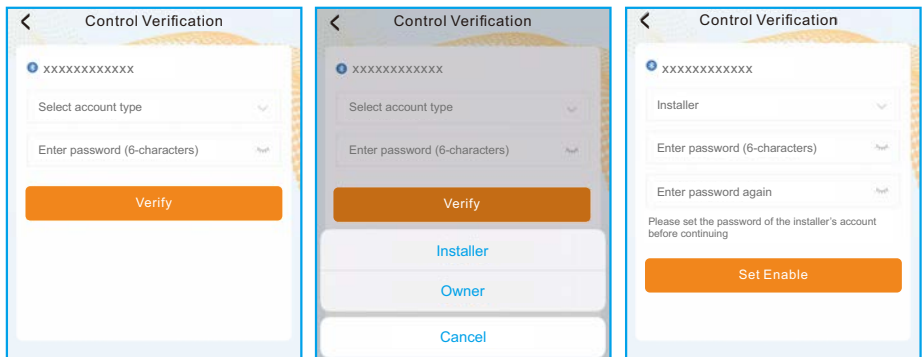 Control Verification
xxxxxxxxxxxx
Select account type
Enter password (6-characters)
Verify
Control Verification
xxxxxxxxxxxx
Select account type
Enter password (6-characters)
Verify
Installer
Owner
Cancel
Control Verification
xxxxxxxxxxxx
Installer
Enter password (6-characters)
Enter password again
Please set the password of the installer's account
before continuing
Set Enable